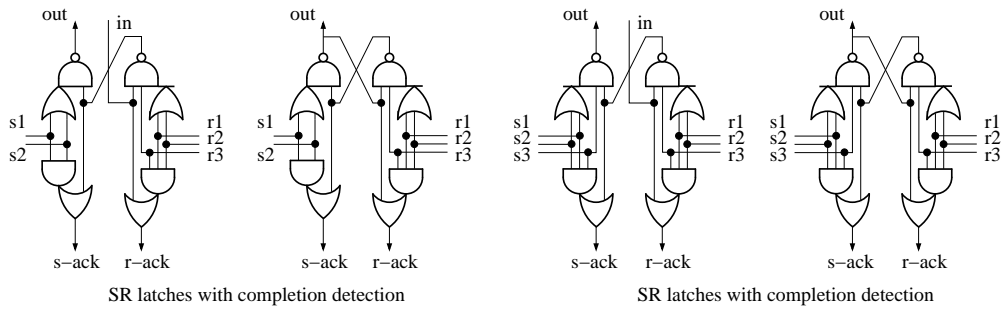 out in out out in out
s1 r1 s1 r1 s1 r1 s1 r1
s2 r2 s2 r2 s2 r2 s2 r2
r3 r3 s3 r3 s3 r3
s−ack r−ack s−ack r−ack s−ack r−ack s−ack r−ack
SR latches with completion detection SR latches with completion detection